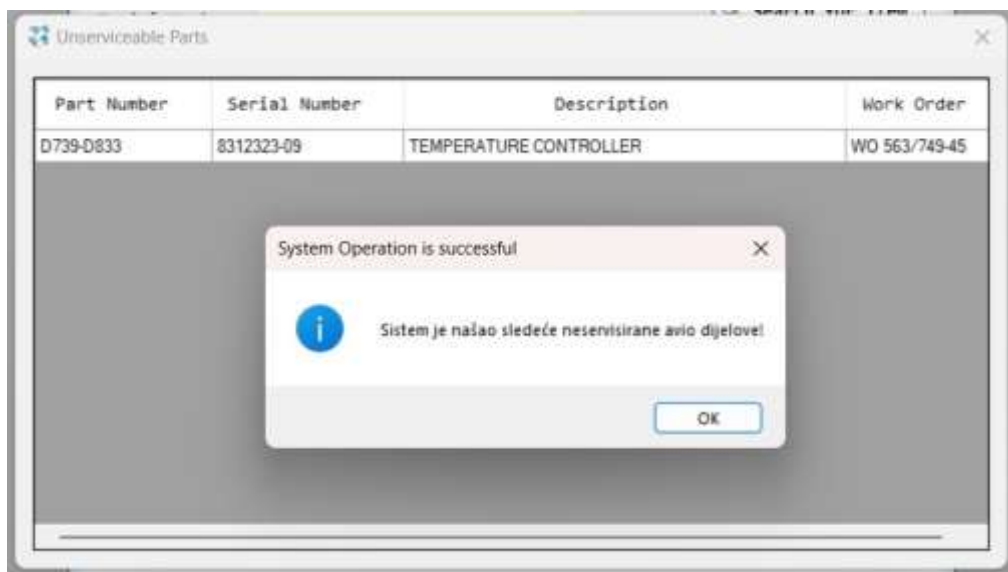 Unserviceable Parts
Part Number Serial Number Description Work Order
D739-D833 8312323-09 TEMPERATURE CONTROLLER WO 563/749-45
System Operation is successful
Sistem je našao sledeće neservisirane avio dijelove!
OK